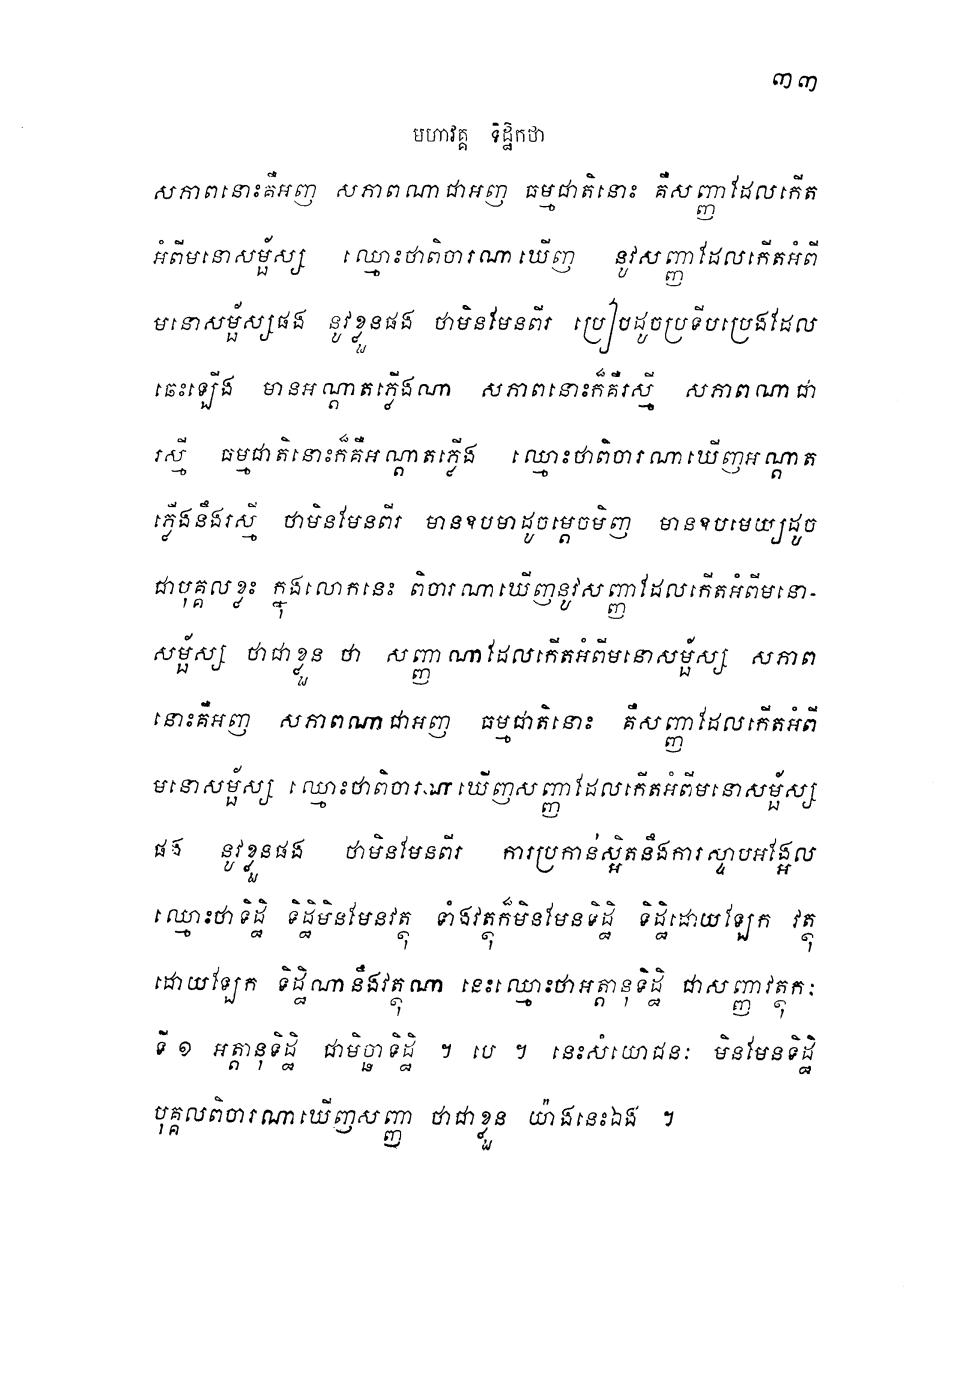 ៣៣
មហាវគ្គ ទិដ្ឋិកថា
សភាពនោះគឺអញ សភាពណាជាអញ ធម្មជាតិនោះ គឺសញ្ញាដែលកើត
អំពីមនោសម្ផ័ស្ស ឈ្មោះថាពិចារណាឃើញ នូវសញ្ញាដែលកើតអំពី
មនោសម្ផ័ស្សផង នូវខ្លួនផង ថាមិនមែនពីរ ប្រៀបដូចប្រទីបប្រេងដែល
ឆេះឡើង មានអណ្តាតភ្លើងណា សភាពនោះក៏គឺរស្មី សភាពណាជា
រស្មី ធម្មជាតិនោះក៏គឺអណ្តាតភ្លើង ឈ្មោះថាពិចារណាឃើញអណ្តាត
ភ្លើងនឹងរស្មី ថាមិនមែនពីរ មានឧបមាដូចម្តេចមិញ មានឧបមេយ្យដូច
ជាបុគ្គលខ្លះ ក្នុងលោកនេះ ពិចារណាឃើញនូវសញ្ញាដែលកើតអំពីមនោ-
សម្ផ័ស្ស ថាជាខ្លួន ថា សញ្ញាណាដែលកើតអំពីមនោសម្ផ័ស្ស សភាព
នោះគឺអញ សភាពណាជាអញ ធម្មជាតិនោះ គឺសញ្ញាដែលកើតអំពី
មនោសម្ផ័ស្ស ឈ្មោះថាពិចារណាឃើញសញ្ញាដែលកើតអំពីមនោសម្ផ័ស្ស
ផង នូវខ្លួនផង ថាមិនមែនពីរ ការប្រកាន់ស្អិតនឹងការស្ទាបអង្អែល
ឈ្មោះថាទិដ្ឋិ ទិដ្ឋិមិនមែនវត្ថុ ទាំងវត្ថុក៏មិនមែនទិដ្ឋិ ទិដ្ឋិដោយឡែក វត្ថុ
ដោយឡែក ទិដ្ឋិណានឹងវត្ថុណា នេះឈ្មោះថាអត្តានុទិដ្ឋិ ជាសញ្ញាវត្ថុកៈ
ទី ១ អត្តានុទិដ្ឋិ ជាមិច្ឆាទិដ្ឋិ ។ បេ ។ នេះសំយោជនៈ មិនមែនទិដ្ឋិ
បុគ្គលពិចារណាឃើញសញ្ញា ថាជាខ្លួន យ៉ាងនេះឯង ។